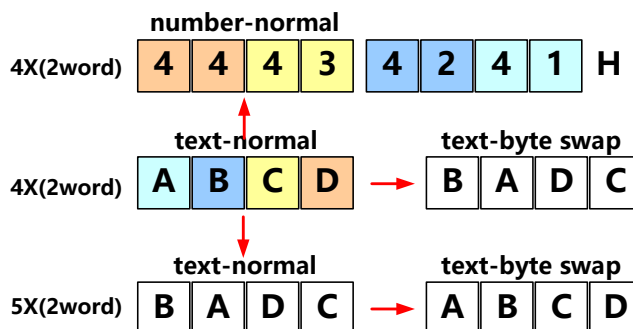 number-normal
4X(2word) 4 4 4 3 4 2 4 1 H
text-normal text-byte swap
4X(2word) A B C D B A D C
text-normal text-byte swap
5X(2word) B A D C A B C D